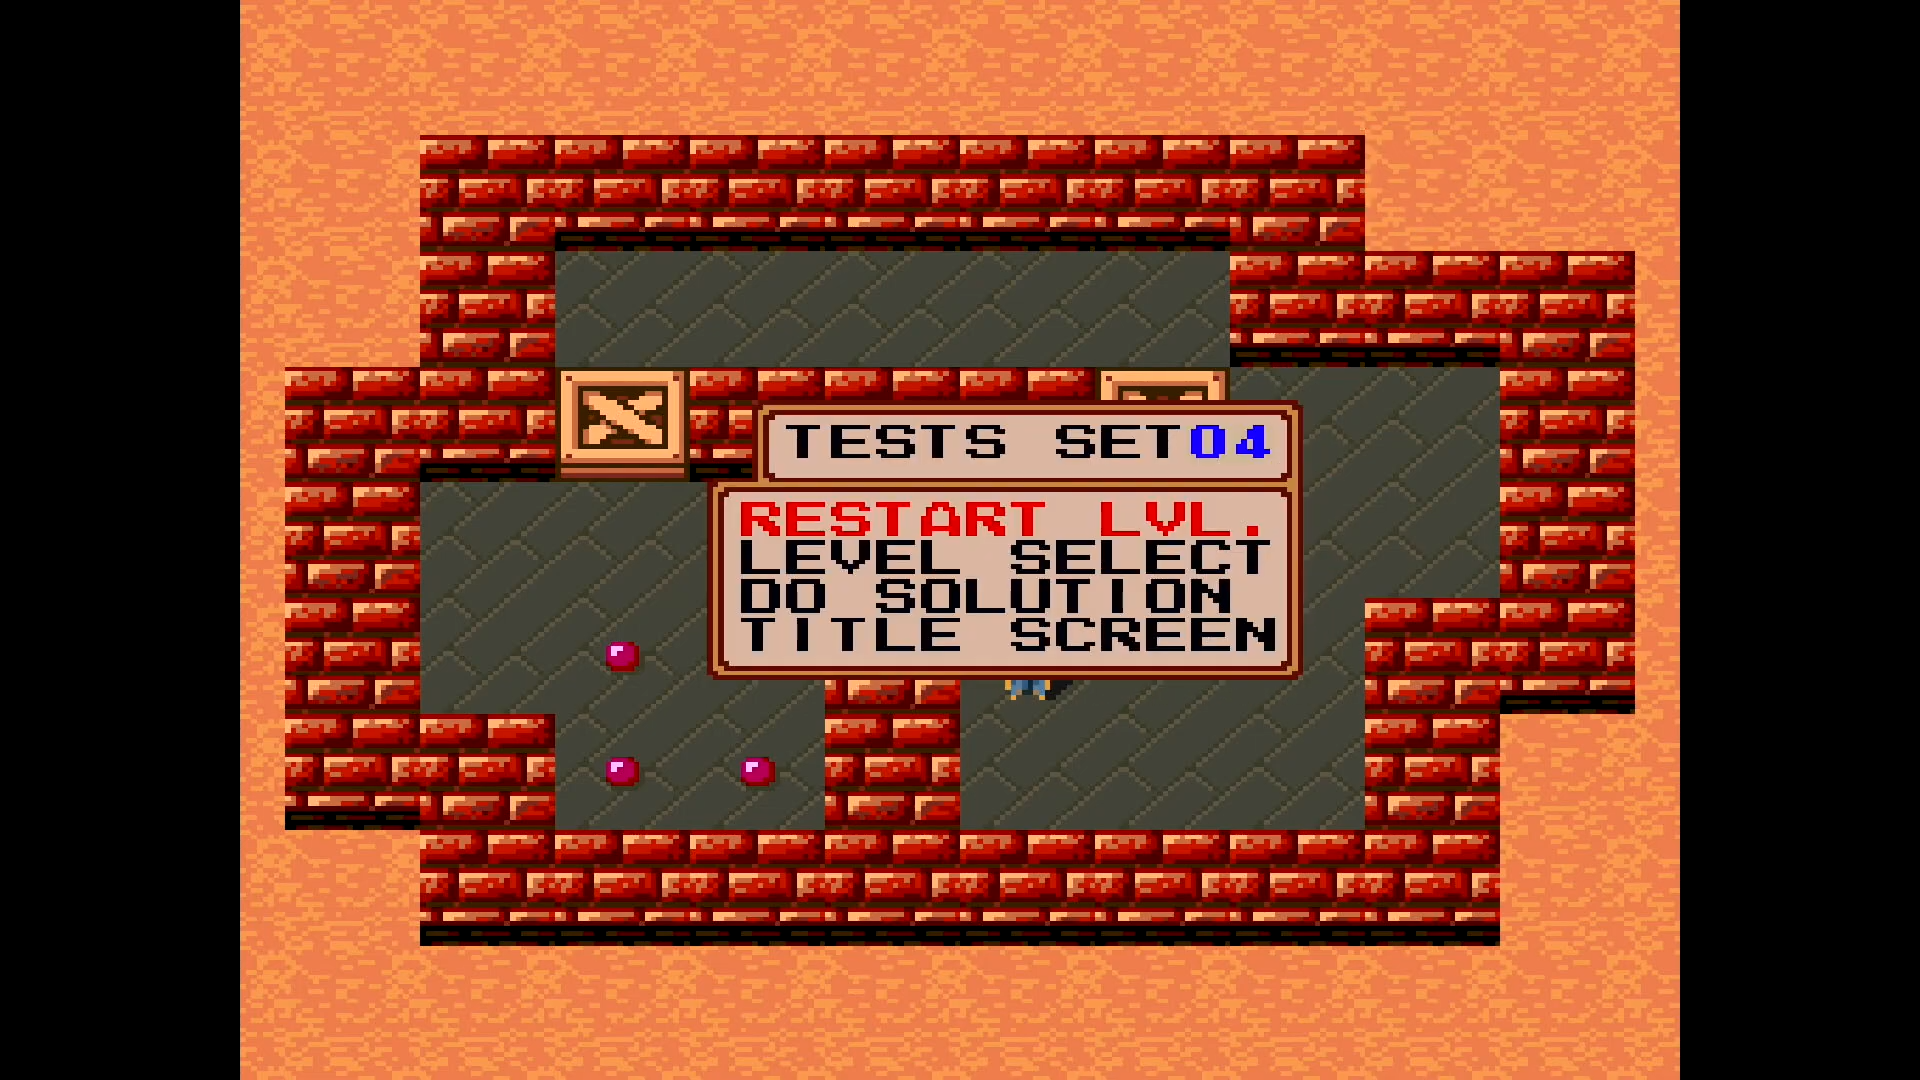 TESTS SET04
RESTART LVL.
LEVEL SELECT
DO SOLUTION
TITLE SCREEN